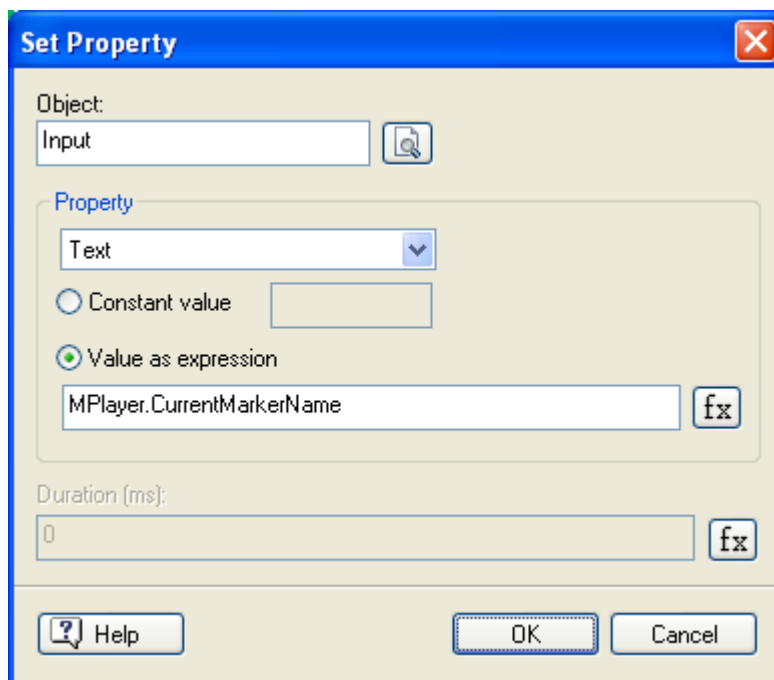 Set Property
Object:
Input
Property
Text
Constant value
Value as expression
MPlayer.CurrentMarkerName
fx
Duration (ms):
0
fx
Help
OK
Cancel